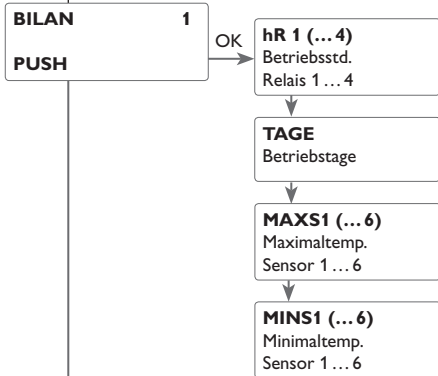 BILAN 1
PUSH
OK
hR 1 (… 4)
Betriebsstd.
Relais 1 … 4
TAGE
Betriebstage
MAXS1 (… 6)
Maximaltemp.
Sensor 1 … 6
MINS1 (… 6)
Minimaltemp.
Sensor 1 … 6